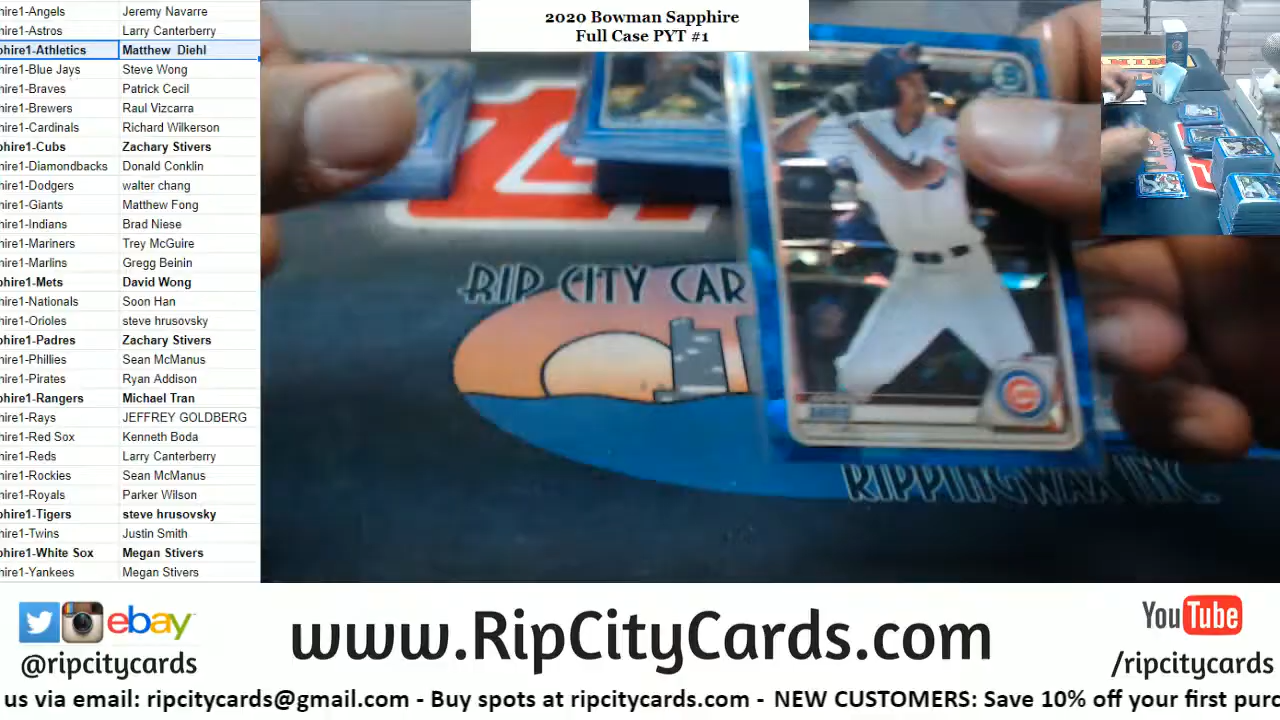 2020 Bowman Sapphire
Full Case PYT #1
hire1-Angels Jeremy Navarre
hire1-Astros Larry Canterberry
phire1-Athletics Matthew Diehl
hire1-Blue Jays Steve Wong
hire1-Braves Patrick Cecil
hire1-Brewers Raul Vizcarra
hire1-Cardinals Richard Wilkerson
phire1-Cubs Zachary Stivers
hire1-Diamondbacks Donald Conklin
hire1-Dodgers walter chang
hire1-Giants Matthew Fong
hire1-Indians Brad Niese
hire1-Mariners Trey McGuire
hire1-Marlins Gregg Beinin
phire1-Mets David Wong
hire1-Nationals Soon Han
hire1-Orioles steve hrusovsky
phire1-Padres Zachary Stivers
hire1-Phillies Sean McManus
hire1-Pirates Ryan Addison
phire1-Rangers Michael Tran
hire1-Rays JEFFREY GOLDBERG
hire1-Red Sox Kenneth Boda
hire1-Reds Larry Canterberry
hire1-Rockies Sean McManus
hire1-Royals Parker Wilson
phire1-Tigers steve hrusovsky
hire1-Twins Justin Smith
phire1-White Sox Megan Stivers
hire1-Yankees Megan Stivers
RIP CITY CAR
RIPPINGWAX INC.
ebay
@ripcitycards
www.RipCityCards.com
YouTube
/ripcitycards
us via email: ripcitycards@gmail.com - Buy spots at ripcitycards.com - NEW CUSTOMERS: Save 10% off your first purc